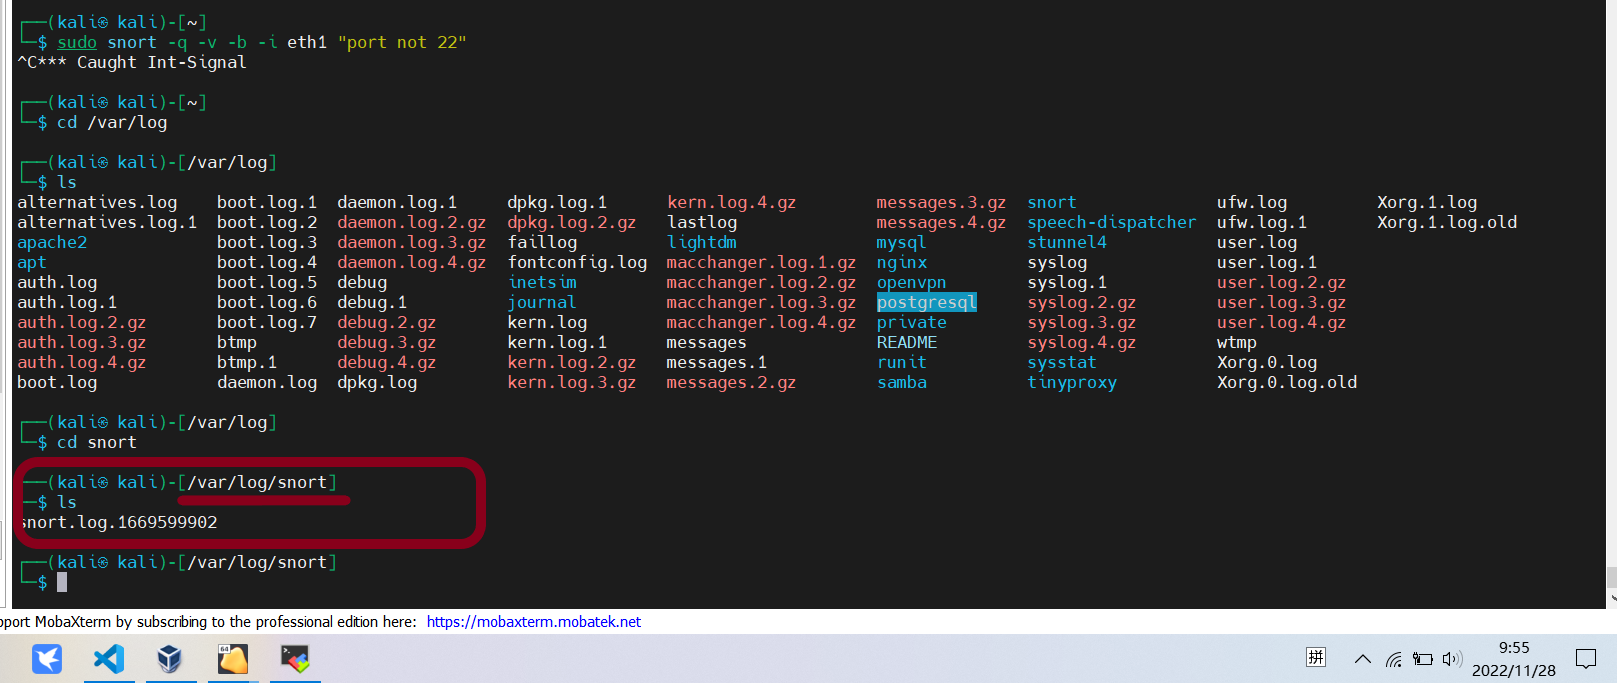 ┌──(kali㉿ kali)-[~]
└─$ sudo snort -q -v -b -i eth1 "port not 22"
^C*** Caught Int-Signal
┌──(kali㉿ kali)-[~]
└─$ cd /var/log
┌──(kali㉿ kali)-[/var/log]
└─$ ls
alternatives.log boot.log.1 daemon.log.1 dpkg.log.1 kern.log.4.gz messages.3.gz snort ufw.log Xorg.1.log
alternatives.log.1 boot.log.2 daemon.log.2.gz dpkg.log.2.gz lastlog messages.4.gz speech-dispatcher ufw.log.1 Xorg.1.log.old
apache2 boot.log.3 daemon.log.3.gz faillog lightdm mysql stunnel4 user.log
apt boot.log.4 daemon.log.4.gz fontconfig.log macchanger.log.1.gz nginx syslog user.log.1
auth.log boot.log.5 debug inetsim macchanger.log.2.gz openvpn syslog.1 user.log.2.gz
auth.log.1 boot.log.6 debug.1 journal macchanger.log.3.gz postgresql syslog.2.gz user.log.3.gz
auth.log.2.gz boot.log.7 debug.2.gz kern.log macchanger.log.4.gz private syslog.3.gz user.log.4.gz
auth.log.3.gz btmp debug.3.gz kern.log.1 messages README syslog.4.gz wtmp
auth.log.4.gz btmp.1 debug.4.gz kern.log.2.gz messages.1 runit sysstat Xorg.0.log
boot.log daemon.log dpkg.log kern.log.3.gz messages.2.gz samba tinyproxy Xorg.0.log.old
┌──(kali㉿ kali)-[/var/log]
└─$ cd snort
──(kali㉿ kali)-[/var/log/snort]
─$ ls
snort.log.1669599902
┌──(kali㉿ kali)-[/var/log/snort]
└─$
pport MobaXterm by subscribing to the professional edition here: https://mobaxterm.mobatek.net
64
拼
9:55
2022/11/28